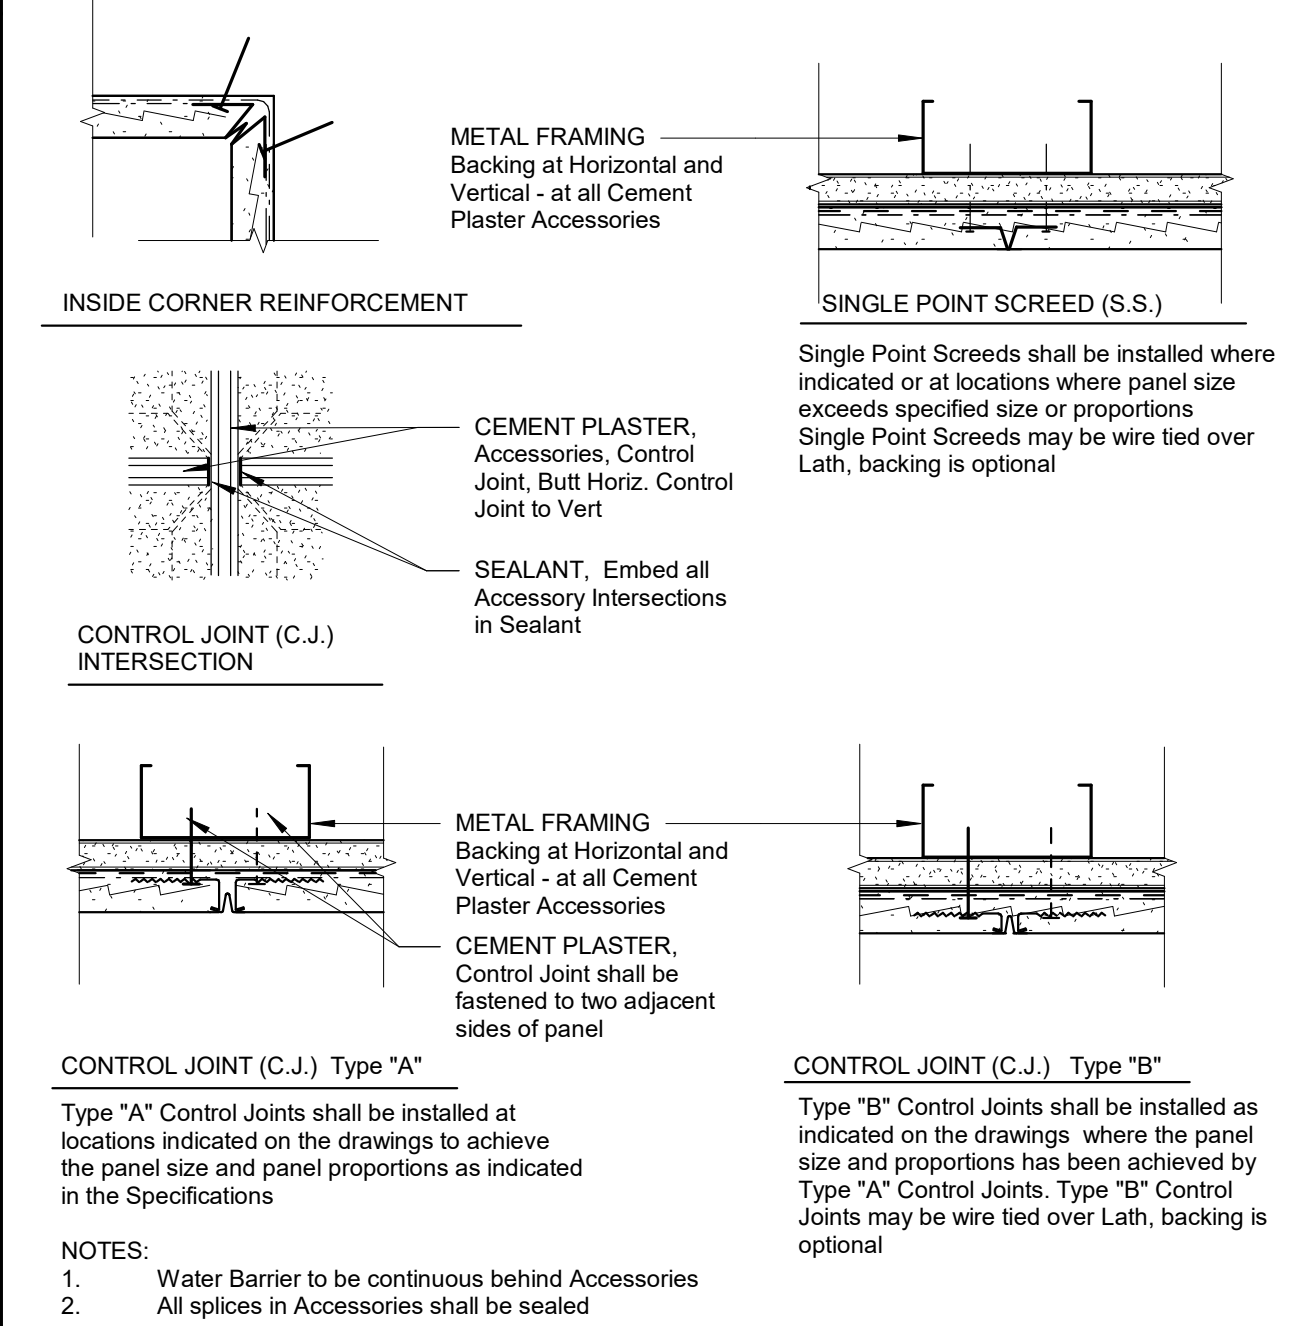 METAL FRAMING
Backing at Horizontal and
Vertical - at all Cement
Plaster Accessories
INSIDE CORNER REINFORCEMENT
SINGLE POINT SCREED (S.S.)
Single Point Screeds shall be installed where
indicated or at locations where panel size
exceeds specified size or proportions
Single Point Screeds may be wire tied over
Lath, backing is optional
CEMENT PLASTER,
Accessories, Control
Joint, Butt Horiz. Control
Joint to Vert
SEALANT, Embed all
Accessory Intersections
in Sealant
CONTROL JOINT (C.J.)
INTERSECTION
METAL FRAMING
Backing at Horizontal and
Vertical - at all Cement
Plaster Accessories
CEMENT PLASTER,
Control Joint shall be
fastened to two adjacent
sides of panel
CONTROL JOINT (C.J.) Type "A"
Type "A" Control Joints shall be installed at
locations indicated on the drawings to achieve
the panel size and panel proportions as indicated
in the Specifications
CONTROL JOINT (C.J.) Type "B"
Type "B" Control Joints shall be installed as
indicated on the drawings where the panel
size and proportions has been achieved by
Type "A" Control Joints. Type "B" Control
Joints may be wire tied over Lath, backing is
optional
NOTES:
1. Water Barrier to be continuous behind Accessories
2. All splices in Accessories shall be sealed